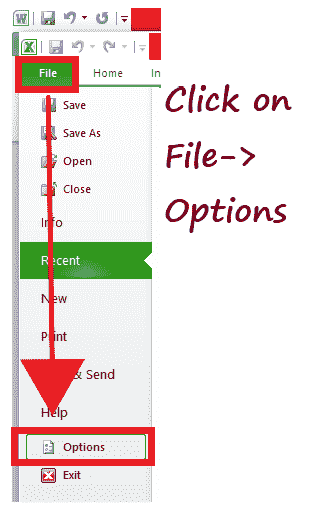 File Home In
Save
Save As
Open
Close
Info
Recent
New
Print
& Send
Help
Options
Exit
Click on
File->
Options